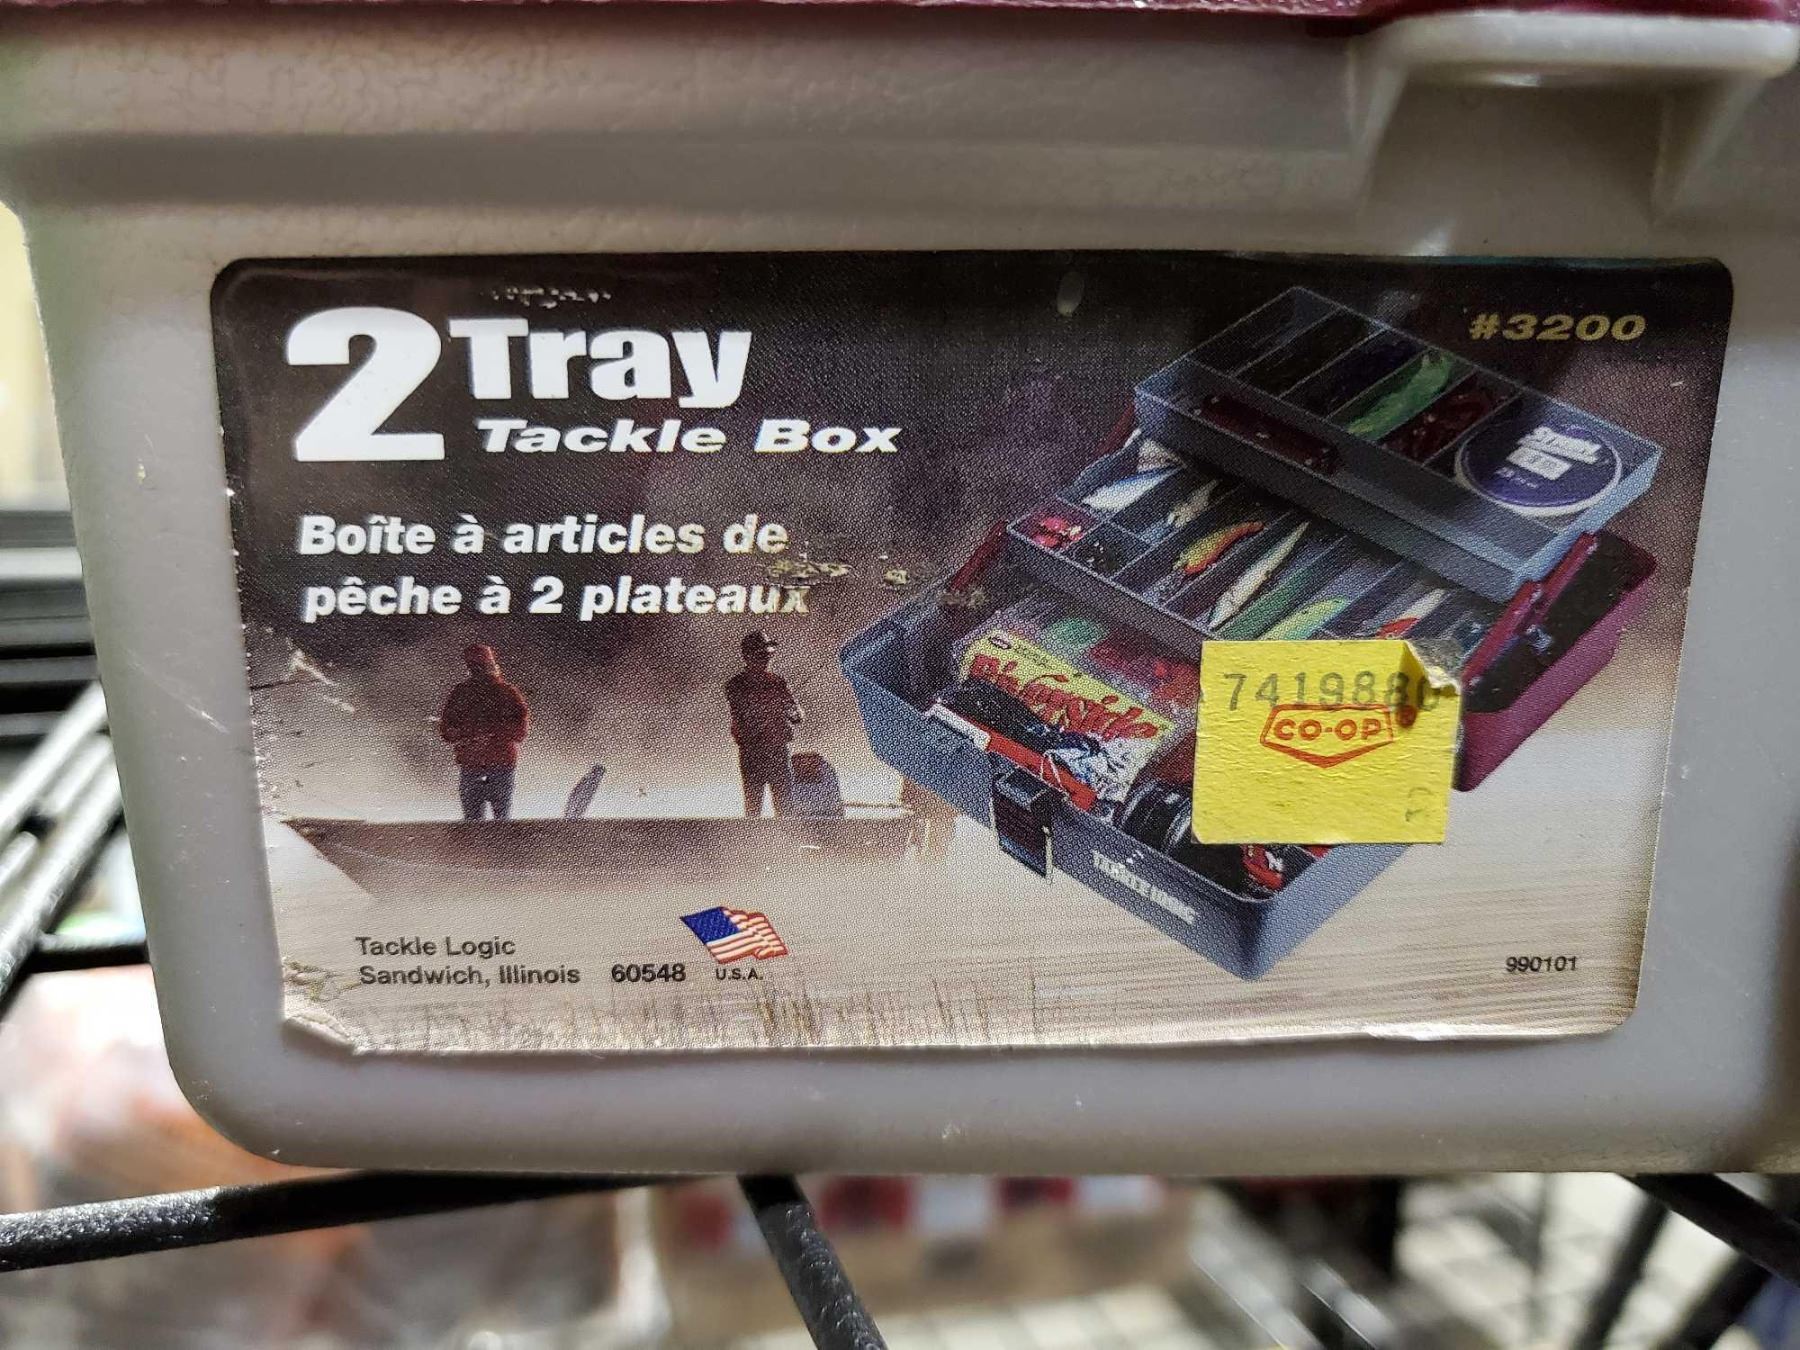 2 Tray
Tackle Box
#3200
Boîte à articles de
pêche à 2 plateaux
7419880
CO-OP
Tackle Logic
Sandwich, Illinois 60548
U.S.A.
990101